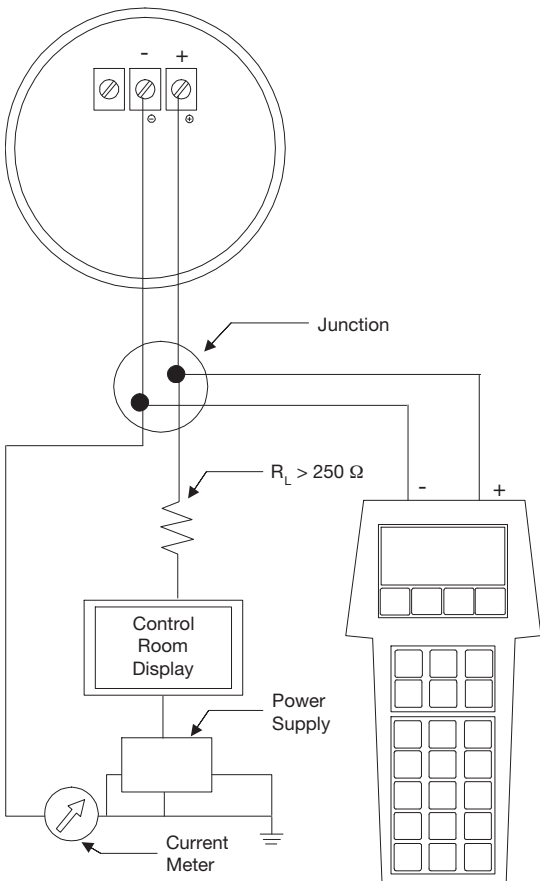 - +
⊖ ⊕
Junction
R_L > 250 Ω
- +
Control
Room
Display
Power
Supply
Current
Meter